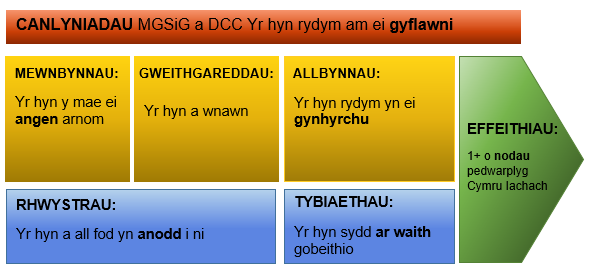 CANLYNIADAU MGSiG a DCC Yr hyn rydym am ei gyflawni
MEWNBYNNAU:
Yr hyn y mae ei
angen arnom
GWEITHGAREDDAU:
Yr hyn a wnawn
ALLBYNNAU:
Yr hyn rydym yn ei
gynhyrchu
EFFEITHIAU:
1+ o nodau
pedwarplyg
Cymru Iachach
RHWYSTRAU:
Yr hyn a all fod yn anodd i ni
TYBIAETHAU:
Yr hyn sydd ar waith
gobeithio